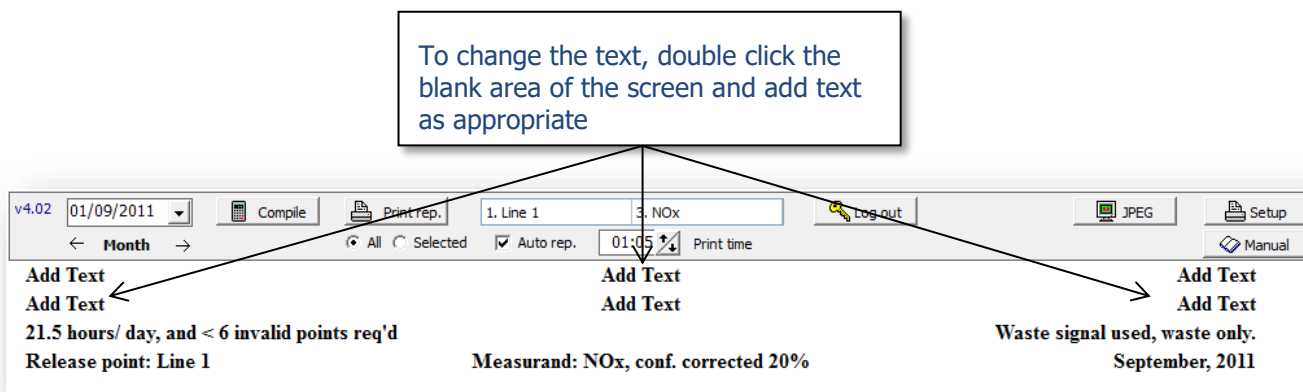 To change the text, double click the
blank area of the screen and add text
as appropriate
v4.02 01/09/2011 Compile Print rep. 1. Line 1 3. NOx Log out JPEG Setup
← Month → All Selected Auto rep. 01:05 Print time Manual
Add Text Add Text Add Text
Add Text Add Text Add Text
21.5 hours/ day, and < 6 invalid points req'd Waste signal used, waste only.
Release point: Line 1 Measurand: NOx, conf. corrected 20% September, 2011